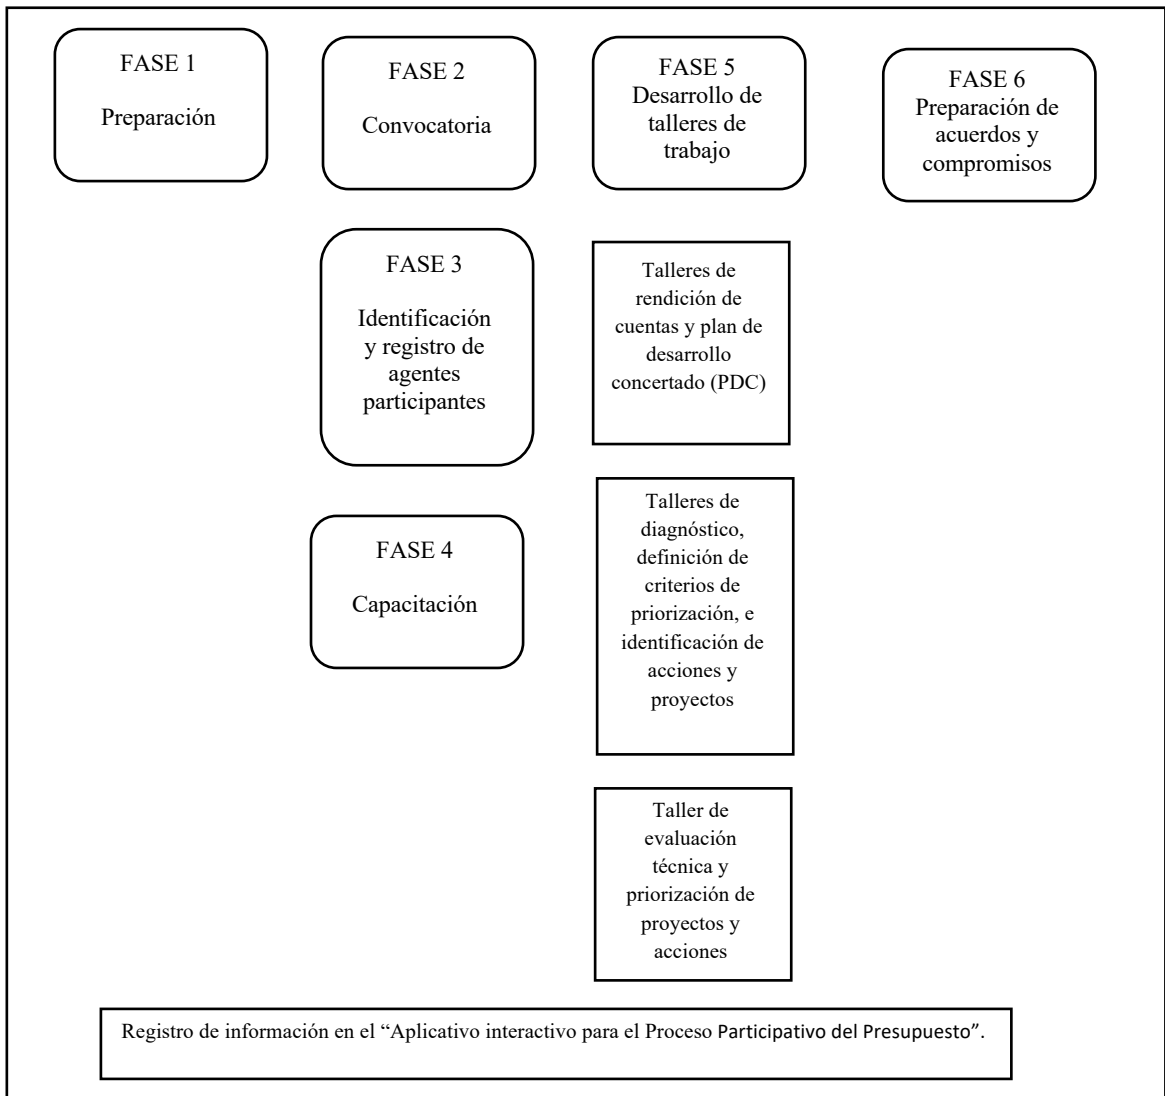 FASE 1
Preparación
FASE 2
Convocatoria
FASE 3
Identificación
y registro de
agentes
participantes
FASE 4
Capacitación
FASE 5
Desarrollo de
talleres de
trabajo
Talleres de
rendición de
cuentas y plan de
desarrollo
concertado (PDC)
Talleres de
diagnóstico,
definición de
criterios de
priorización, e
identificación de
acciones y
proyectos
Taller de
evaluación
técnica y
priorización de
proyectos y
acciones
FASE 6
Preparación de
acuerdos y
compromisos
Registro de información en el “Aplicativo interactivo para el Proceso Participativo del Presupuesto”.